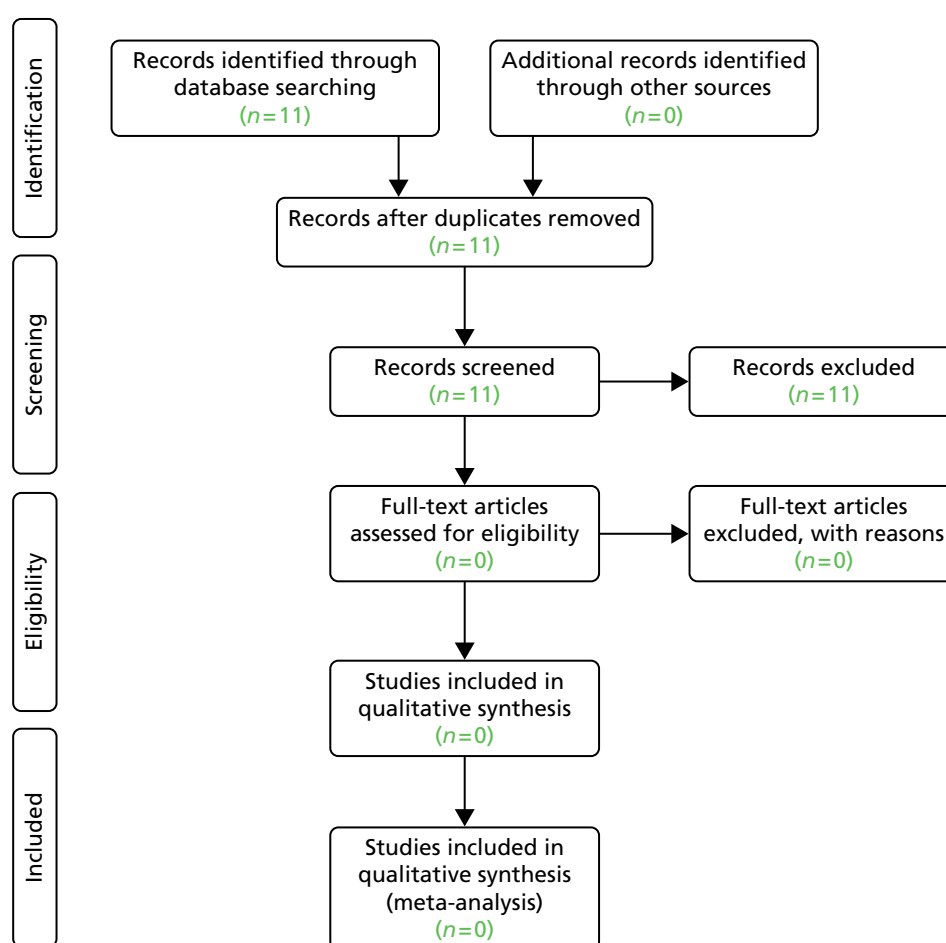 Identification
Records identified through
database searching
(n=11)
Additional records identified
through other sources
(n=0)
Records after duplicates removed
(n=11)
Screening
Records screened
(n=11)
Records excluded
(n=11)
Eligibility
Full-text articles
assessed for eligibility
(n=0)
Full-text articles
excluded, with reasons
(n=0)
Studies included in
qualitative synthesis
(n=0)
Included
Studies included in
qualitative synthesis
(meta-analysis)
(n=0)